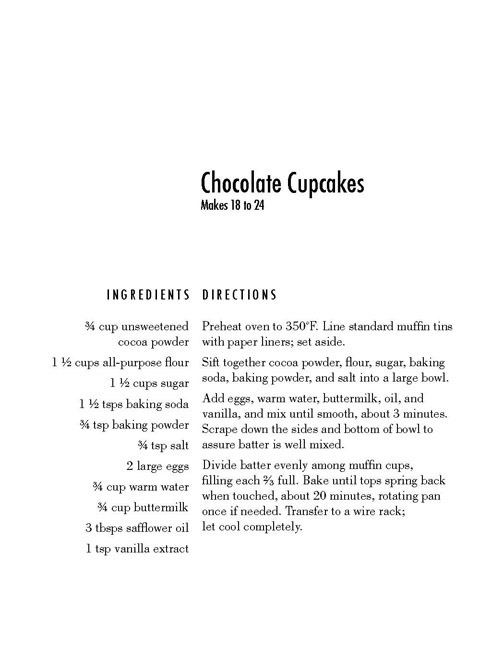 Chocolate Cupcakes
Makes 18 to 24
INGREDIENTS
¾ cup unsweetened
cocoa powder
1 ½ cups all-purpose flour
1 ½ cups sugar
1 ½ tsps baking soda
¾ tsp baking powder
¾ tsp salt
2 large eggs
¾ cup warm water
¾ cup buttermilk
3 tbsps safflower oil
1 tsp vanilla extract
DIRECTIONS
Preheat oven to 350°F. Line standard muffin tins
with paper liners; set aside.
Sift together cocoa powder, flour, sugar, baking
soda, baking powder, and salt into a large bowl.
Add eggs, warm water, buttermilk, oil, and
vanilla, and mix until smooth, about 3 minutes.
Scrape down the sides and bottom of bowl to
assure batter is well mixed.
Divide batter evenly among muffin cups,
filling each ⅔ full. Bake until tops spring back
when touched, about 20 minutes, rotating pan
once if needed. Transfer to a wire rack;
let cool completely.